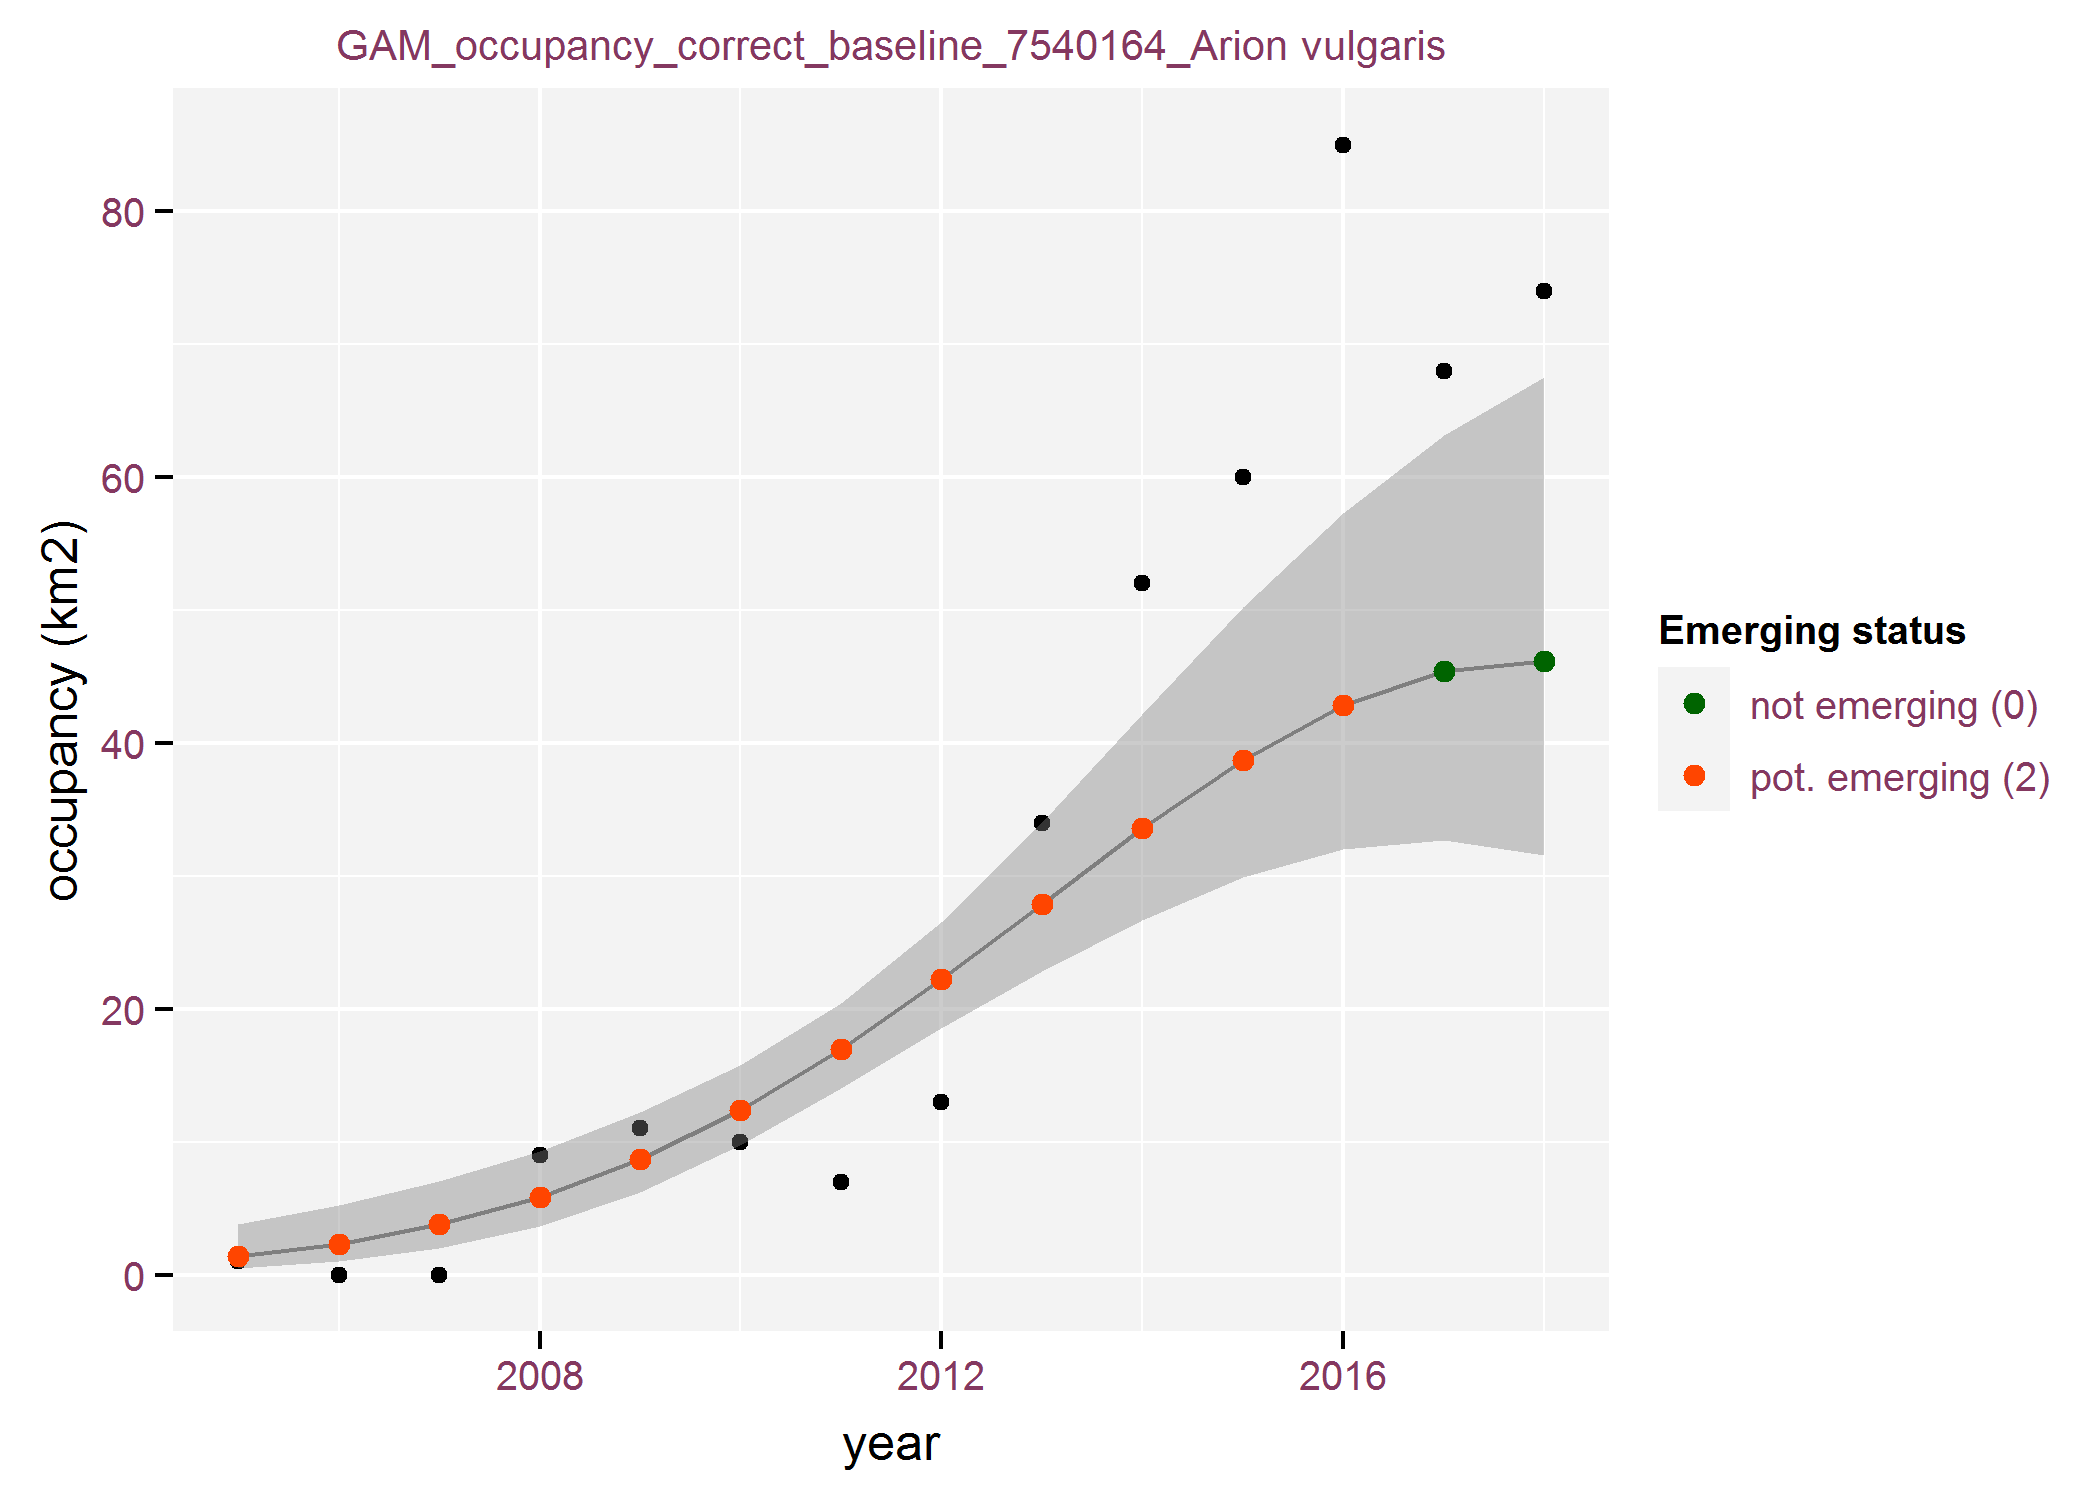 GAM_occupancy_correct_baseline_7540164_Arion vulgaris
80
60
40
20
0
occupancy (km2)
2008
2012
2016
year
Emerging status
not emerging (0)
pot. emerging (2)